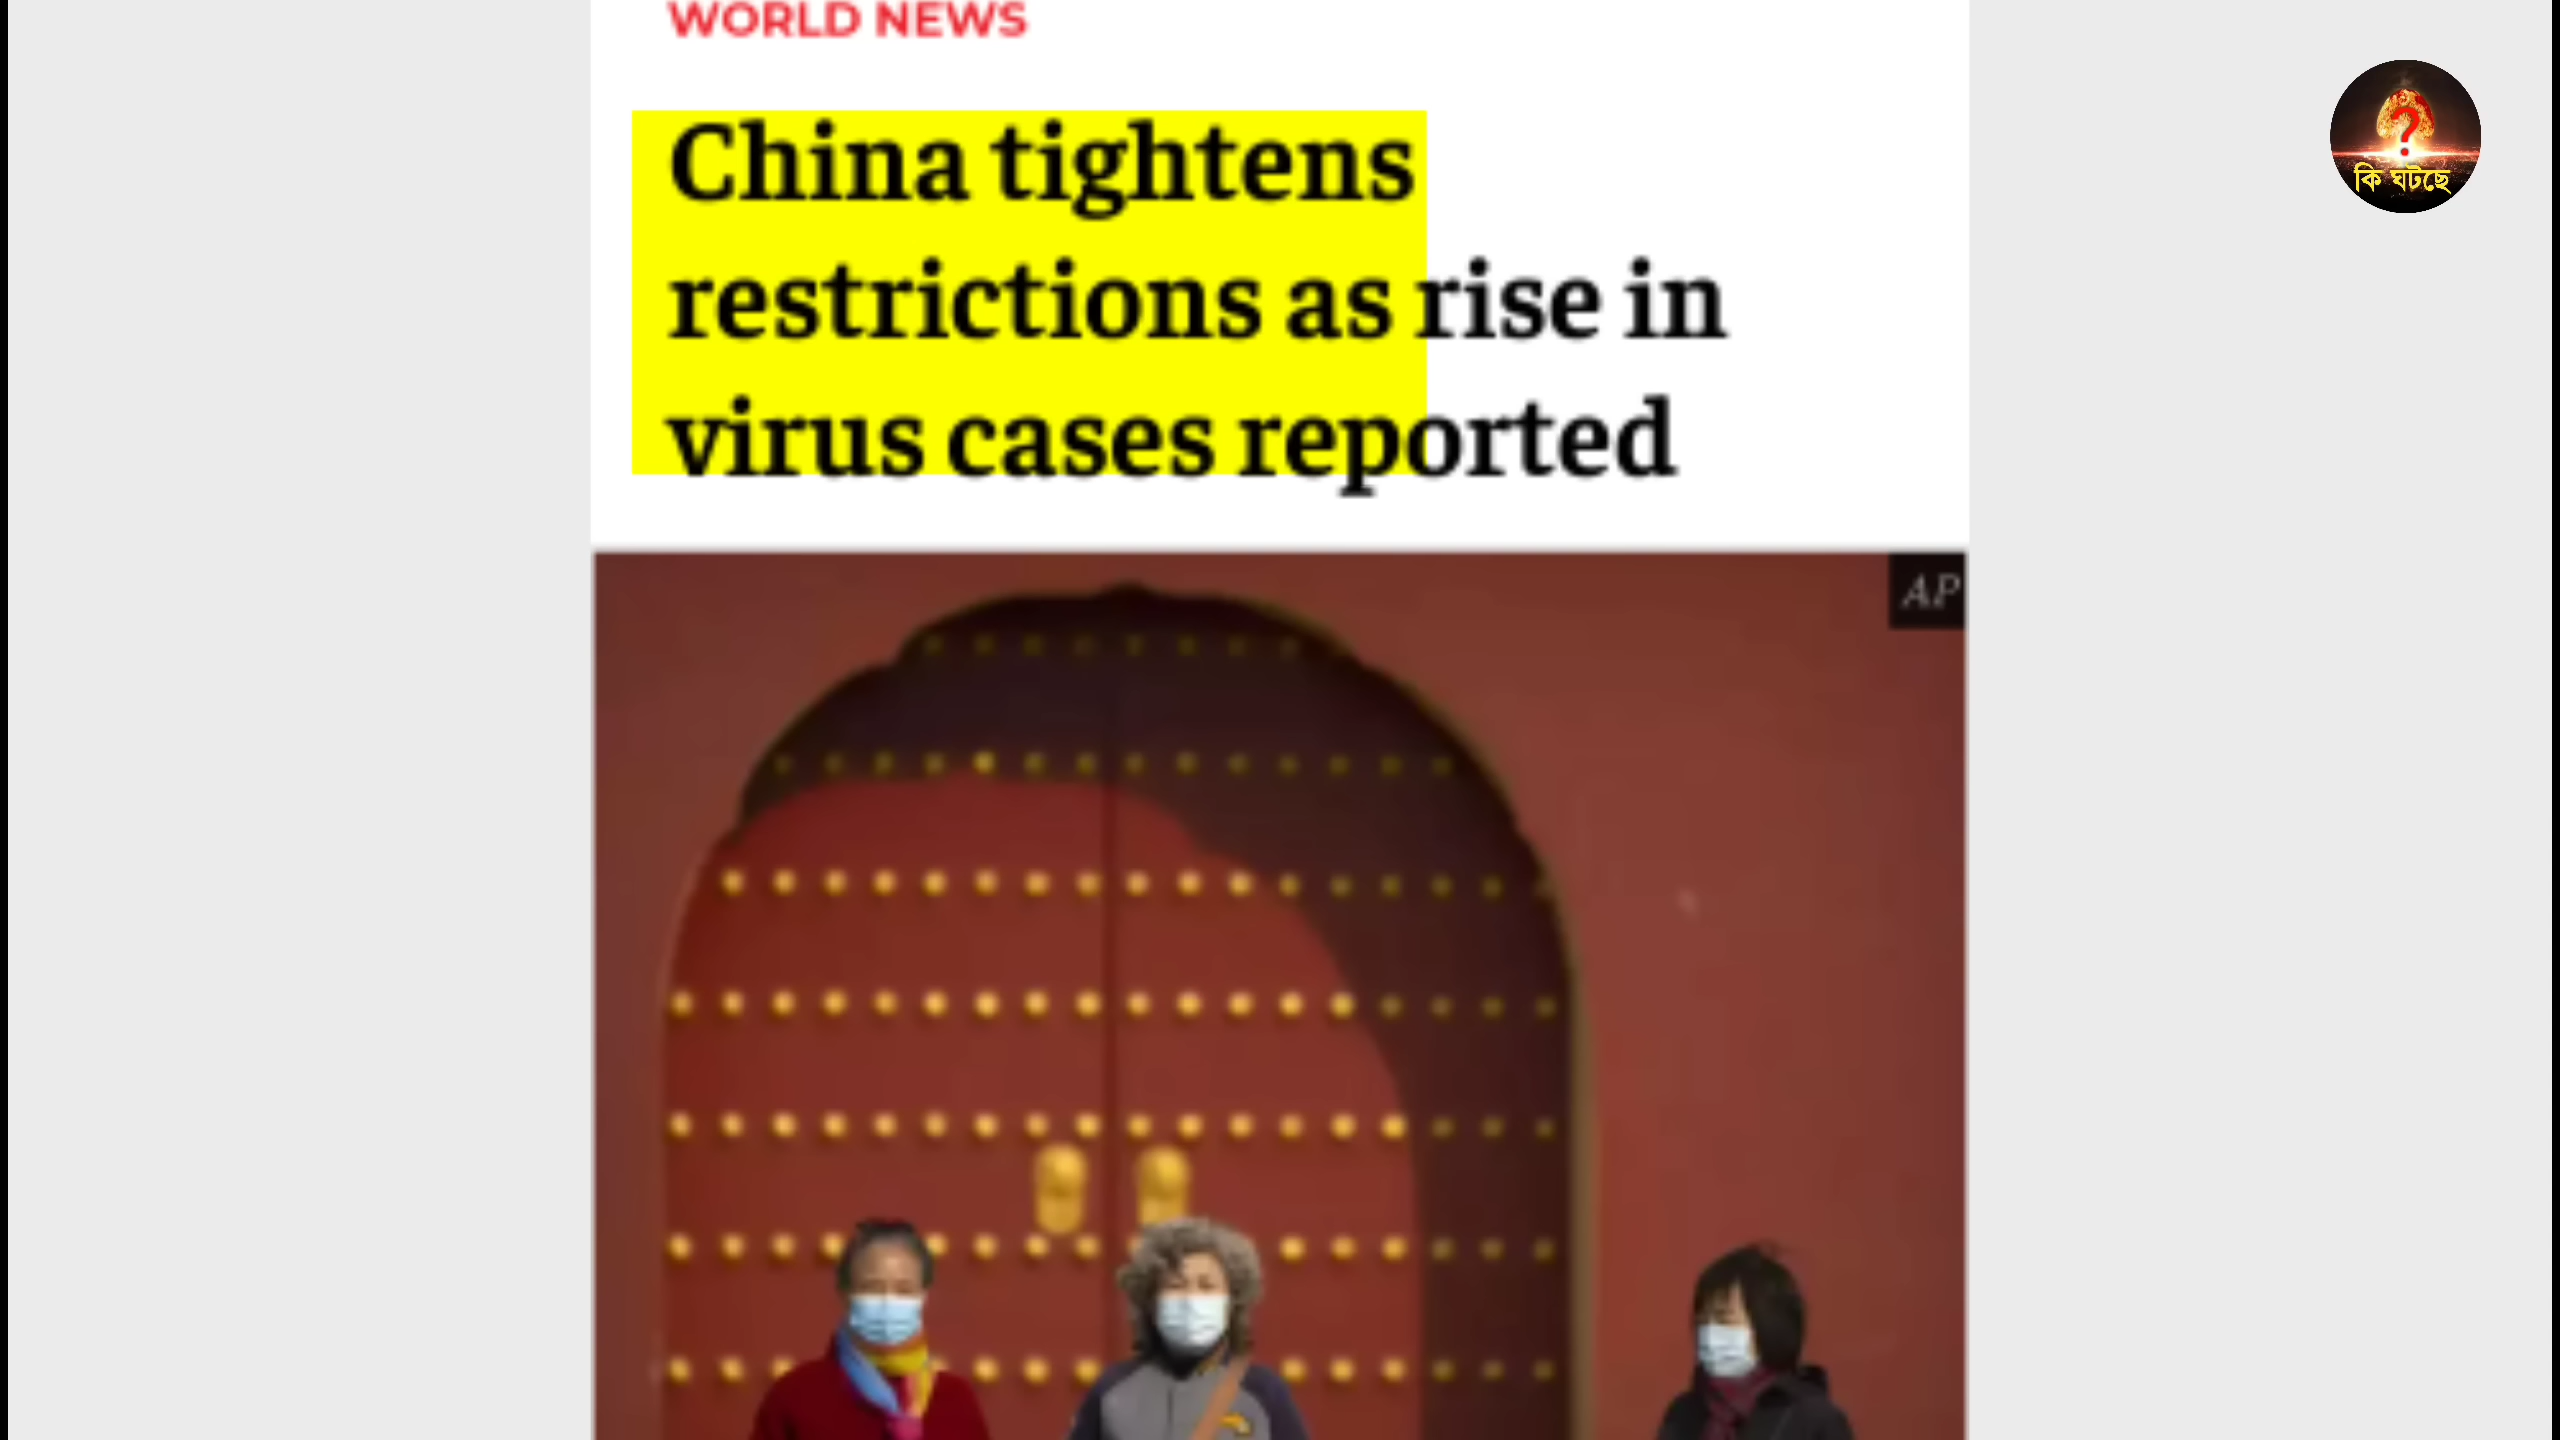 WORLD NEWS
China tightens
restrictions as rise in
virus cases reported
AP
?
কি ঘটছে